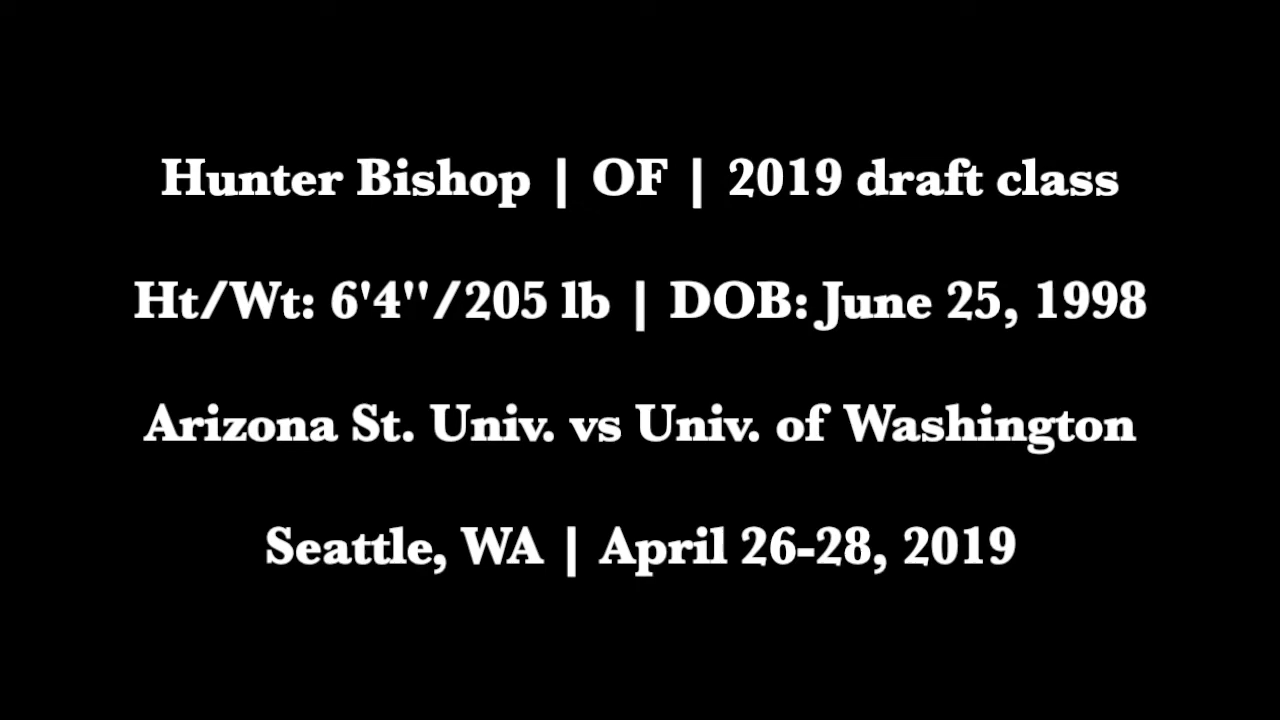 Hunter Bishop | OF | 2019 draft class
Ht/Wt: 6'4''/205 lb | DOB: June 25, 1998
Arizona St. Univ. vs Univ. of Washington
Seattle, WA | April 26-28, 2019